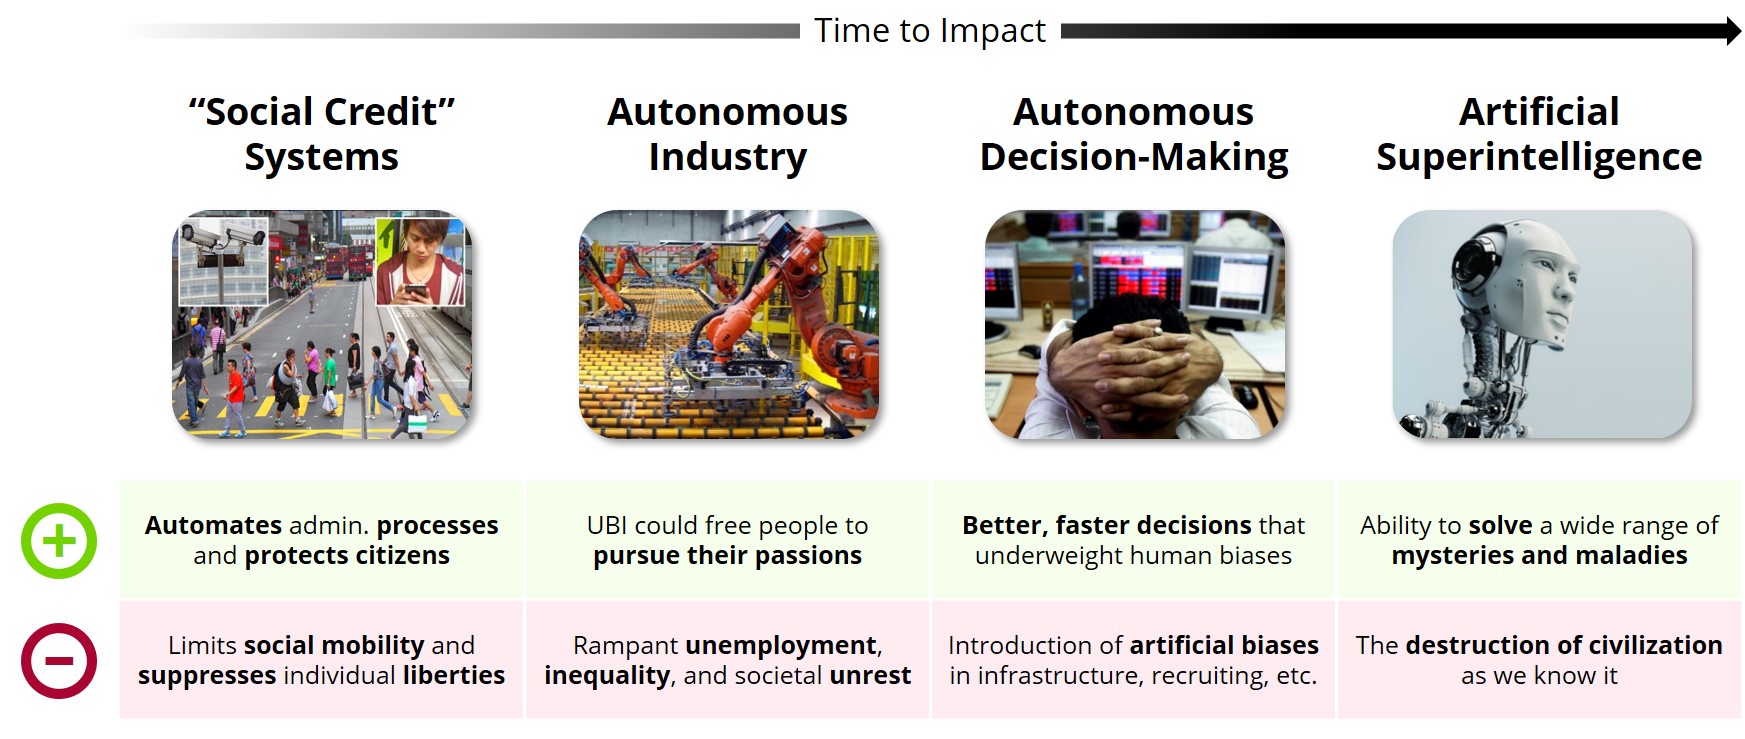 Time to Impact
“Social Credit”
Systems
Autonomous
Industry
Autonomous
Decision-Making
Artificial
Superintelligence
Automates admin. processes
and protects citizens
UBI could free people to
pursue their passions
Better, faster decisions that
underweight human biases
Ability to solve a wide range of
mysteries and maladies
Limits social mobility and
suppresses individual liberties
Rampant unemployment,
inequality, and societal unrest
Introduction of artificial biases
in infrastructure, recruiting, etc.
The destruction of civilization
as we know it